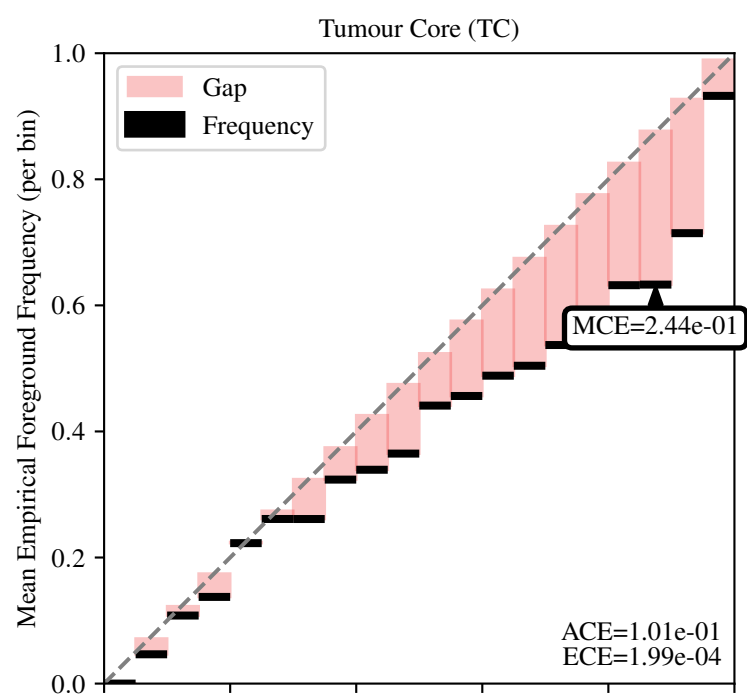 Tumour Core (TC)
Mean Empirical Foreground Frequency (per bin)
1.0
0.8
0.6
0.4
0.2
0.0
Gap
Frequency
MCE=2.44e-01
ACE=1.01e-01
ECE=1.99e-04